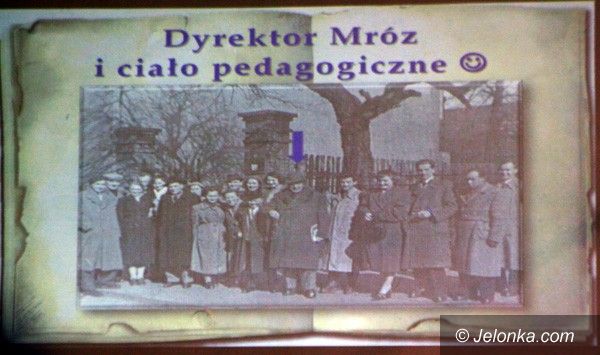 Dyrektor Mróz
i ciało pedagogiczne ☺
© Jelonka.com